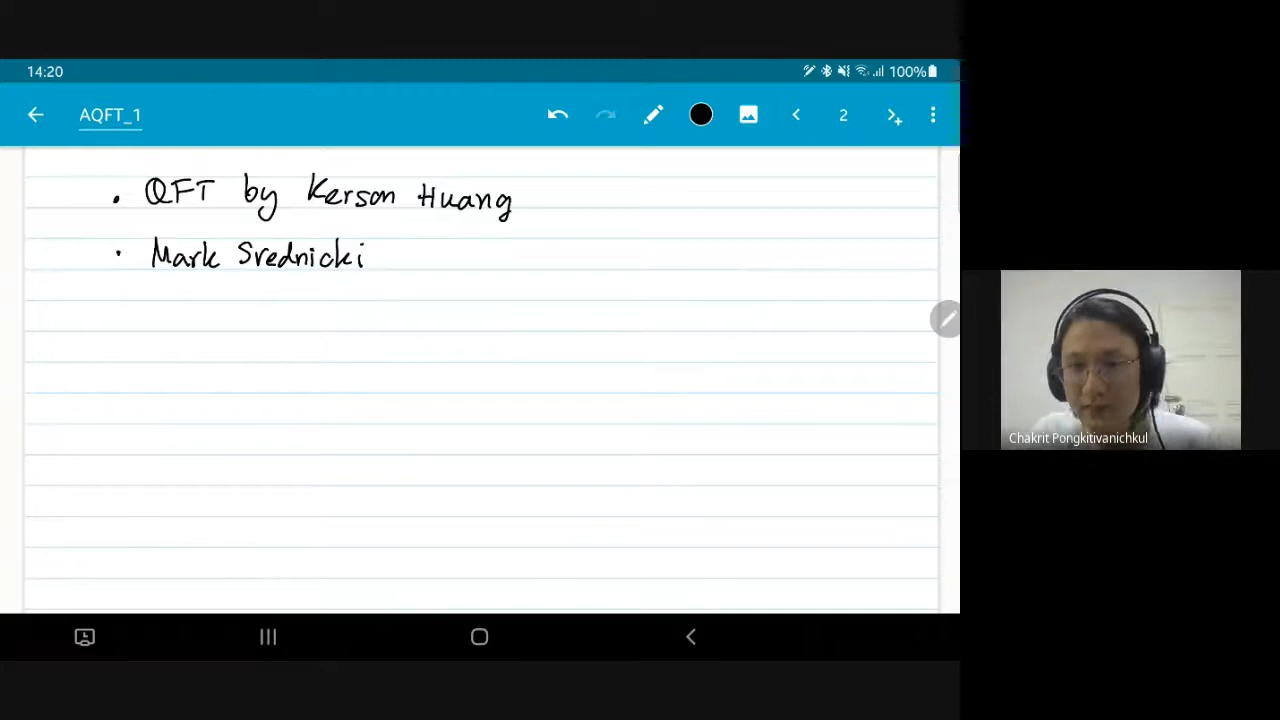 14:20
100%
AQFT_1
2
• QFT by Kerson Huang
• Mark Srednicki
Chakrit Pongkitivanichkul